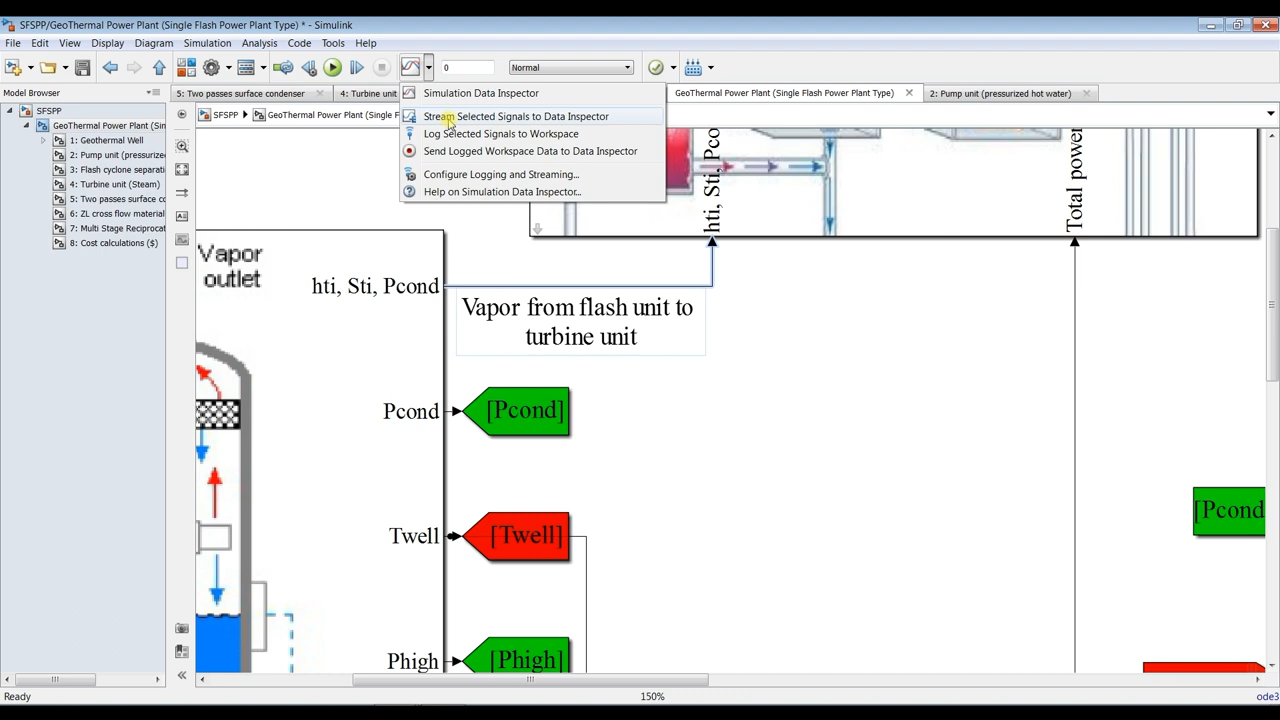 SFSPP/GeoThermal Power Plant (Single Flash Power Plant Type) * - Simulink
File Edit View Display Diagram Simulation Analysis Code Tools Help
0
Normal
Model Browser
5: Two passes surface condenser
4: Turbine unit
GeoThermal Power Plant (Single Flash Power Plant Type)
2: Pump unit (pressurized hot water)
SFSPP
GeoThermal Power Plant (Single F
SFSPP
GeoThermal Power Plant (Sin
1: Geothermal Well
2: Pump unit (pressurize
3: Flash cyclone separati
4: Turbine unit (Steam)
5: Two passes surface co
6: ZL cross flow material
7: Multi Stage Reciprocat
8: Cost calculations ($)
Simulation Data Inspector
Stream Selected Signals to Data Inspector
Log Selected Signals to Workspace
Send Logged Workspace Data to Data Inspector
Configure Logging and Streaming...
Help on Simulation Data Inspector...
hti, Sti, Pco
Total power
Vapor
outlet
hti, Sti, Pcond
Vapor from flash unit to
turbine unit
Pcond
[Pcond]
[Pcond
Twell
[Twell]
Phigh
[Phigh]
Ready
150%
ode3